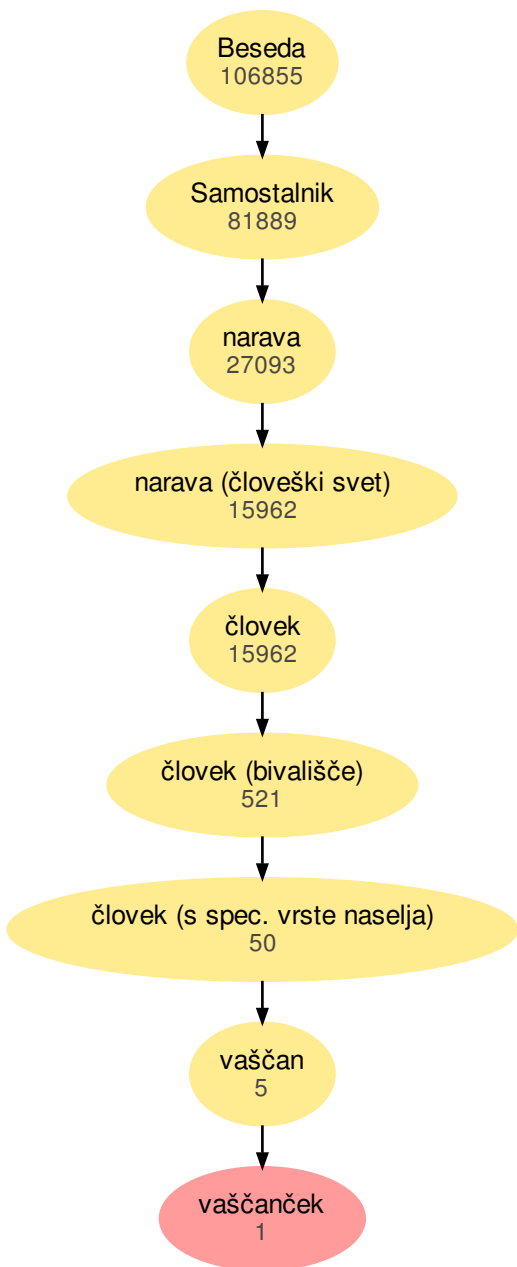 Beseda
106855
Samostalnik
81889
narava
27093
narava (človeški svet)
15962
človek
15962
človek (bivališče)
521
človek (s spec. vrste naselja)
50
vaščan
5
vaščanček
1